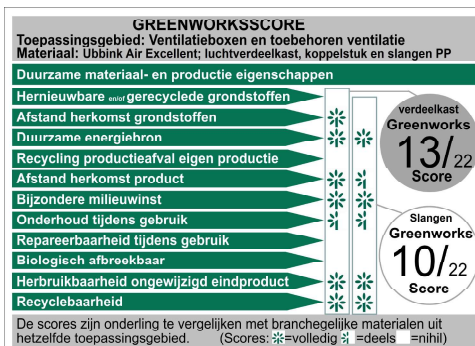 GREENWORKSSCORE
Toepassingsgebied: Ventilatieboxen en toebehoren ventilatie
Materiaal: Ubbink Air Excellent; luchtverdeelkast, koppelstuk en slangen PP
Duurzame materiaal- en productie eigenschappen
Hernieuwbare en/of gerecyclede grondstoffen
Afstand herkomst grondstoffen
Duurzame energiebron
Recycling productieafval eigen productie
Afstand herkomst product
Bijzondere milieuwinst
Onderhoud tijdens gebruik
Repareerbaarheid tijdens gebruik
Biologisch afbreekbaar
Herbruikbaarheid ongewijzigd eindproduct
Recyclebaarheid
verdeelkast
Greenworks
13/22
Score
Slangen
Greenworks
10/22
Score
De scores zijn onderling te vergelijken met branchegelijke materialen uit
hetzelfde toepassingsgebied. (Scores: =volledig =deels =nihil)